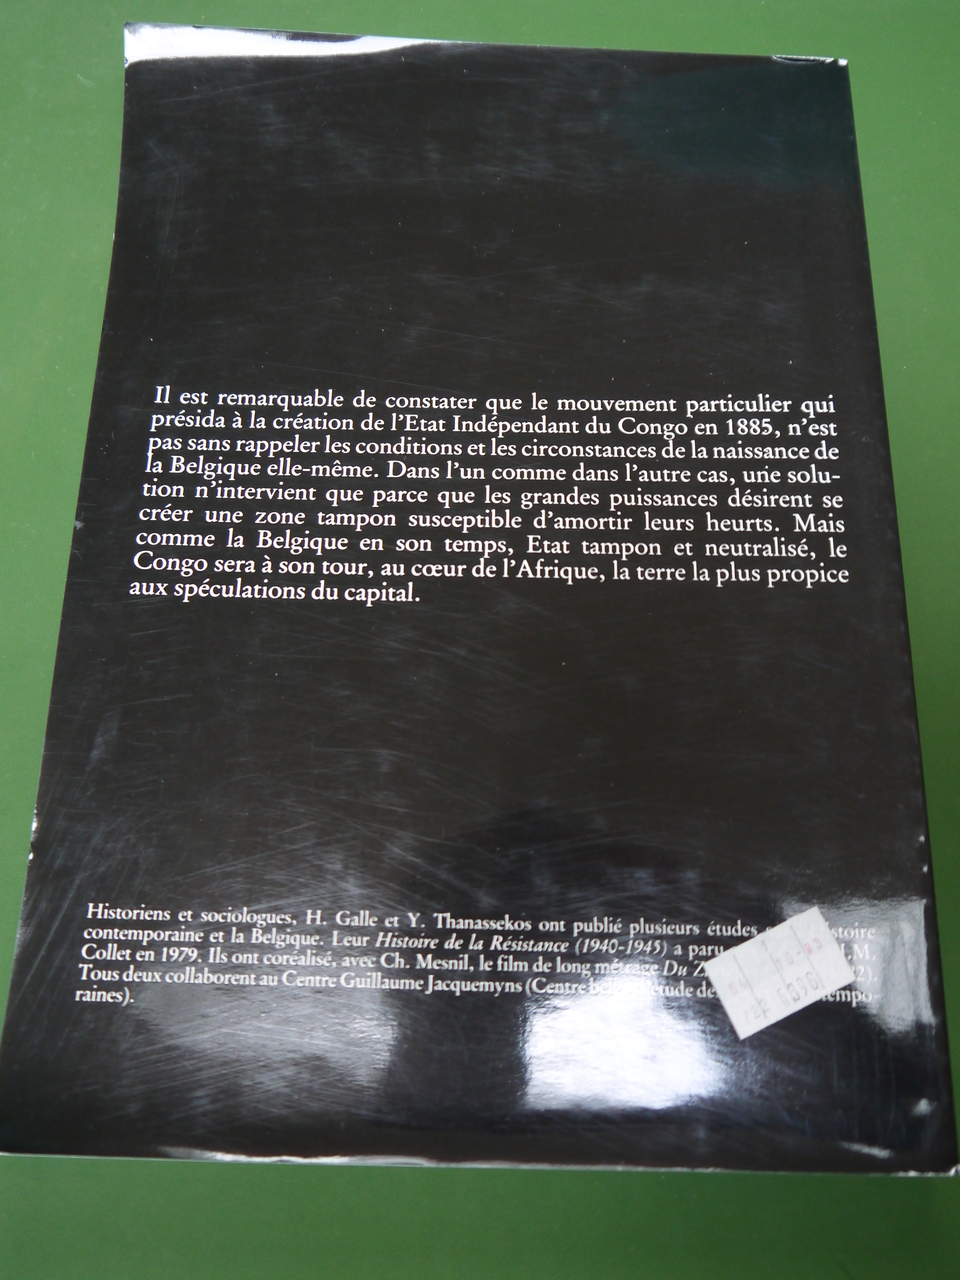 Il est remarquable de constater que le mouvement particulier qui
présida à la création de l'Etat Indépendant du Congo en 1885, n'est
pas sans rappeler les conditions et les circonstances de la naissance de
la Belgique elle-même. Dans l'un comme dans l'autre cas, une solu-
tion n'intervient que parce que les grandes puissances désirent se
créer une zone tampon susceptible d'amortir leurs heurts. Mais
comme la Belgique en son temps, Etat tampon et neutralisé, le
Congo sera à son tour, au cœur de l'Afrique, la terre la plus propice
aux spéculations du capital.
Historiens et sociologues, H. Galle et Y. Thanassekos ont publié plusieurs études
contemporaine et la Belgique. Leur Histoire de la Résistance (1940-1945) a paru J.M.
Collet en 1979. Ils ont coréalisé, avec Ch. Mesnil, le film de long métrage Du
Tous deux collaborent au Centre Guillaume Jacquemyns (Centre belge d'étude de
raines).